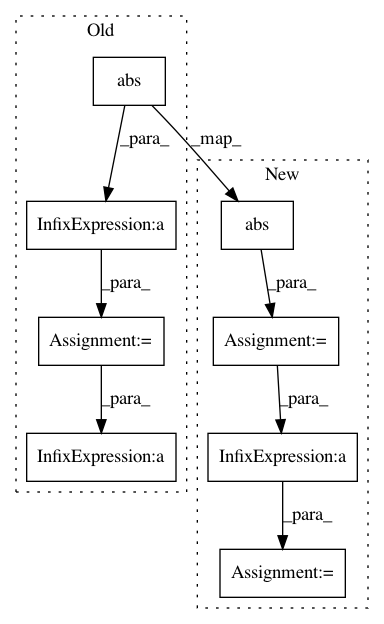 Old
abs
_para_
_map_
New
InfixExpression:a
abs
_para_
_para_
Assignment:=
Assignment:=
_para_
_para_
InfixExpression:a
InfixExpression:a
_para_
Assignment:=